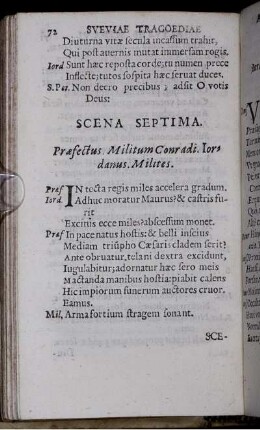 72 SVEVIAE TRAGOEDIAE
Diuturna vitæ secula incassum trahit,
Qui post auernis mutat immersam rogis.
Iord Sunt hæc reposta corde, tu numen prece
Inflecte; tutos sospita hæc seruat duces.
S. Pet. Non deero precibus, adsit O votis
Deus:
SCENA SEPTIMA.
Præfectus Militum Conradi. Ior-
danus. Milites.
Præf IN tecta regis miles accelera gradum.
Iord Adhuc moratur Maurus? & castris fu-
rit
Excitus ecce miles? abscessum monet.
Præf In pace natus hostis: & belli inscius
Mediam triūpho Cæsari cladem serit?
Ante obruatur, telani dextra excidunt,
Iugulabitur; adornatur hæc sero meis
Mactanda manibus hostia: piabit calens
Hic impiorum funerum auctores cruor.
Eamus.
Mil, Arma fortium stragem sonant.
SCE-